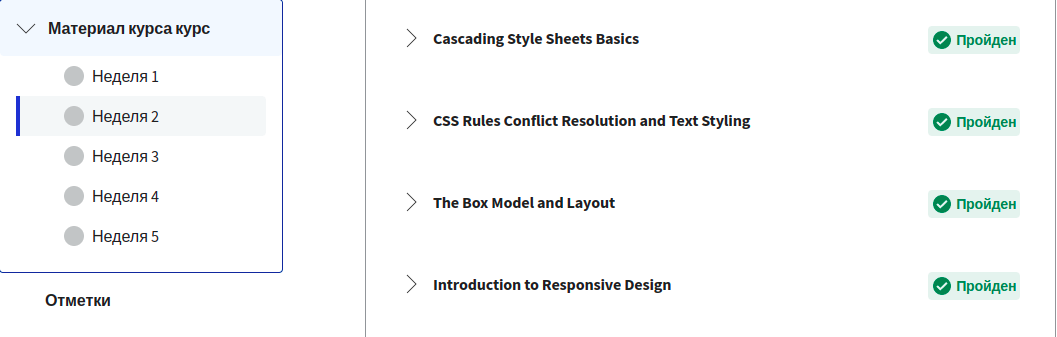 Материал курса курс
Неделя 1
Неделя 2
Неделя 3
Неделя 4
Неделя 5
Отметки
Cascading Style Sheets Basics
Пройден
CSS Rules Conflict Resolution and Text Styling
Пройден
The Box Model and Layout
Пройден
Introduction to Responsive Design
Пройден